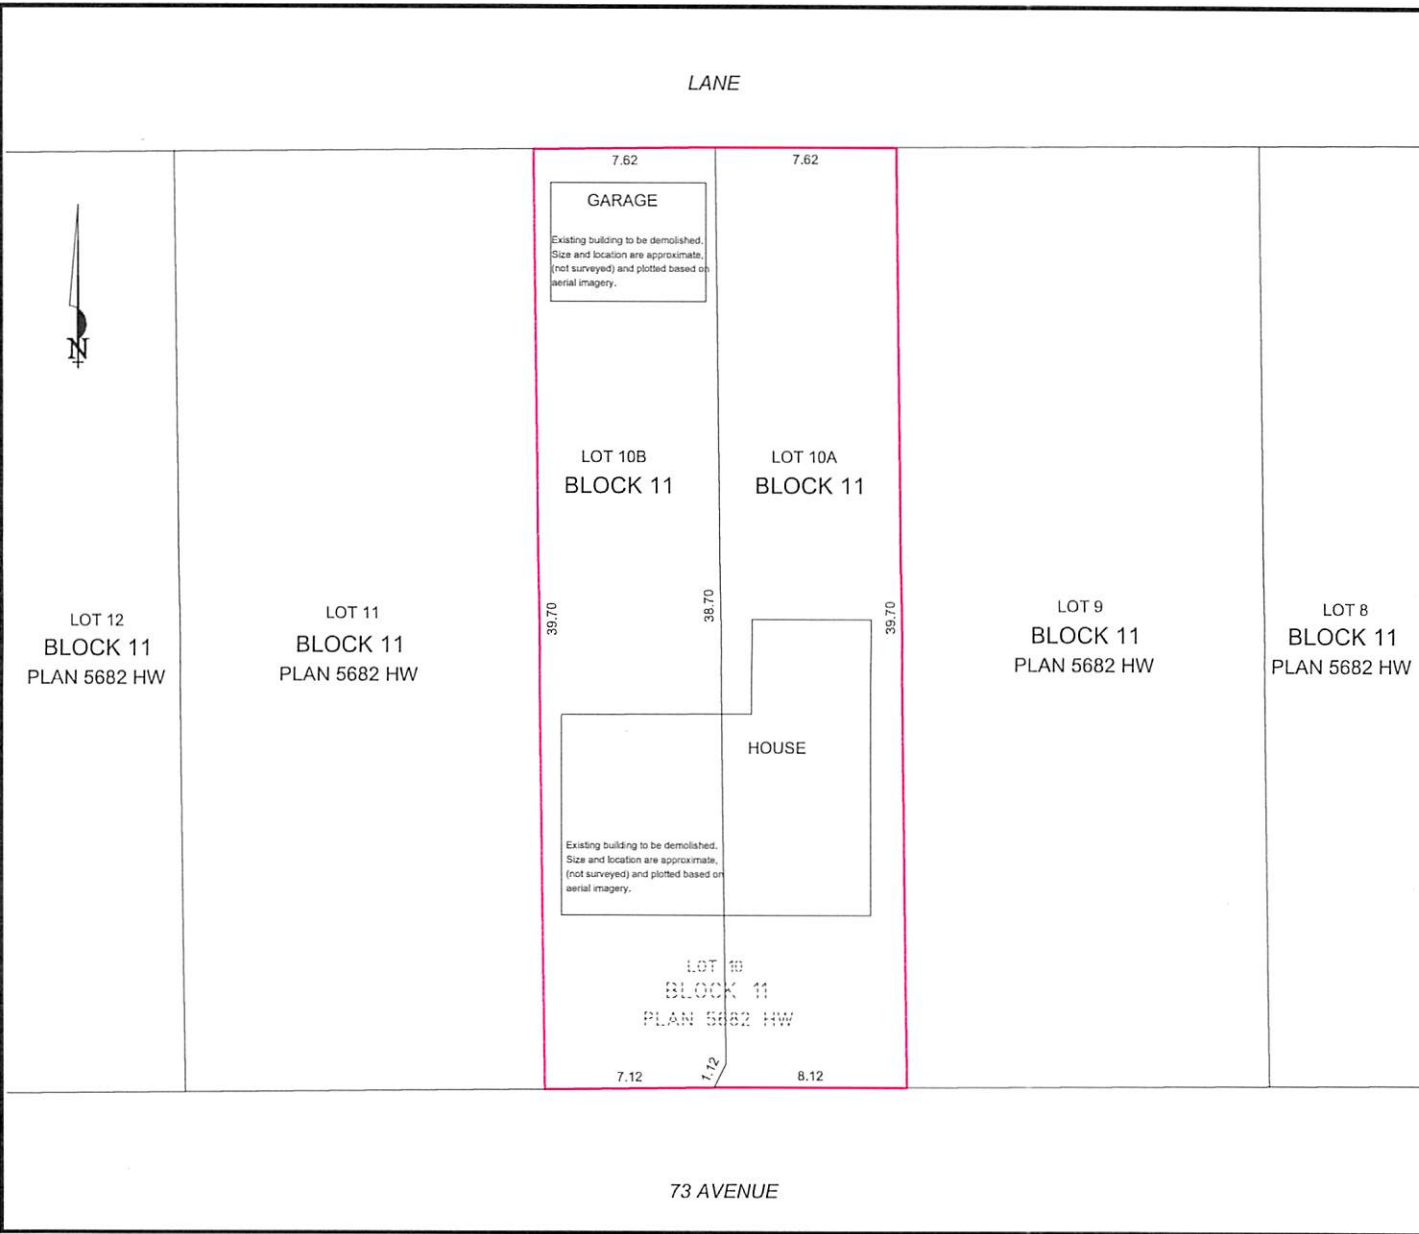 LANE
7.62
7.62
GARAGE
Existing building to be demolished.
Size and location are approximate,
(not surveyed) and plotted based on
aerial imagery.
N
LOT 10B
BLOCK 11
LOT 10A
BLOCK 11
39.70
38.70
39.70
LOT 12
BLOCK 11
PLAN 5682 HW
LOT 11
BLOCK 11
PLAN 5682 HW
LOT 9
BLOCK 11
PLAN 5682 HW
LOT 8
BLOCK 11
PLAN 5682 HW
HOUSE
Existing building to be demolished.
Size and location are approximate,
(not surveyed) and plotted based on
aerial imagery.
LOT 10
BLOCK 11
PLAN 5682 HW
7.12
1.12
8.12
73 AVENUE